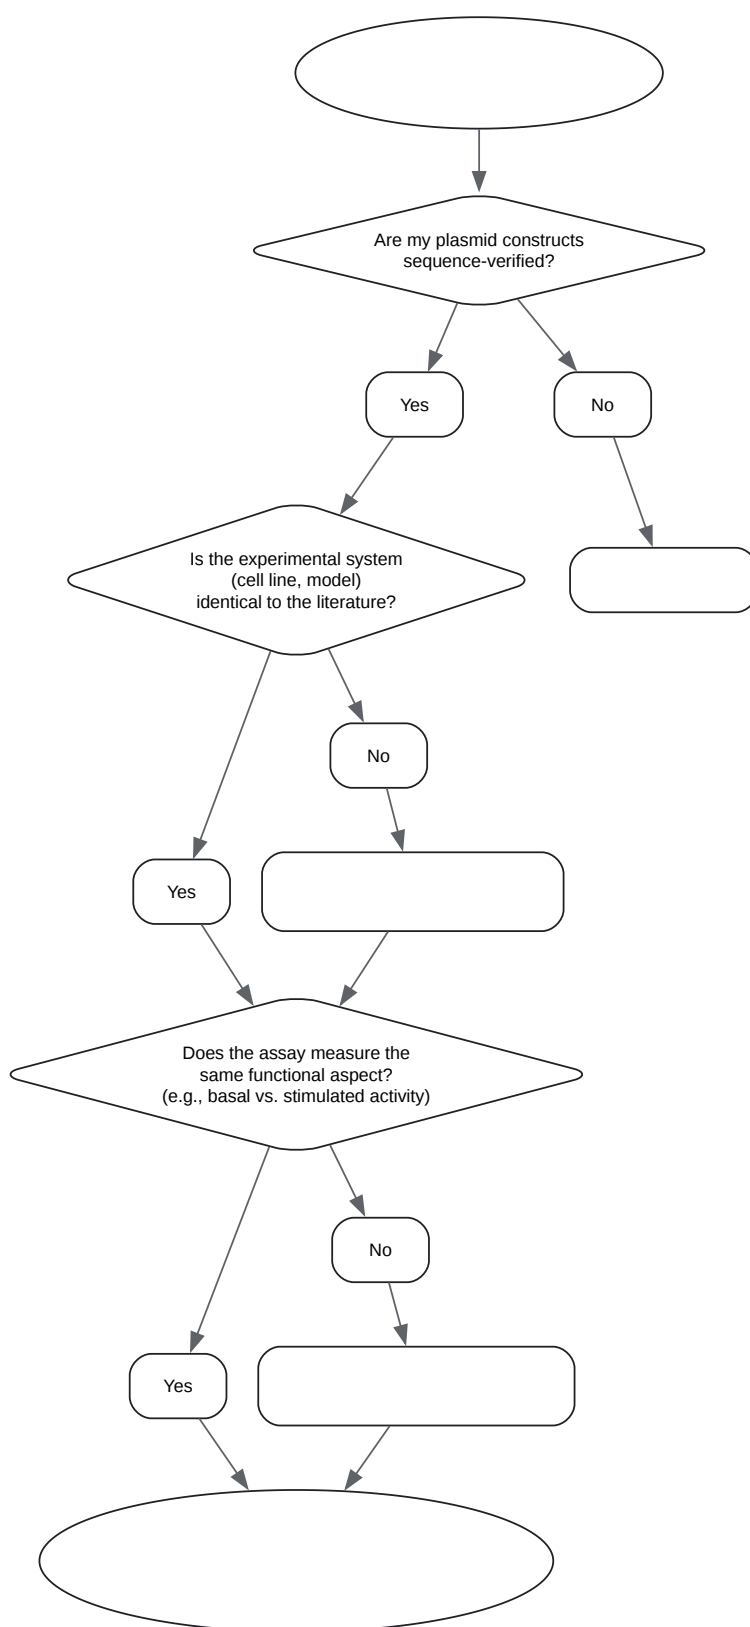 Are my plasmid constructs
sequence-verified?
Yes
No
Is the experimental system
(cell line, model)
identical to the literature?
No
Yes
Does the assay measure the
same functional aspect?
(e.g., basal vs. stimulated activity)
No
Yes